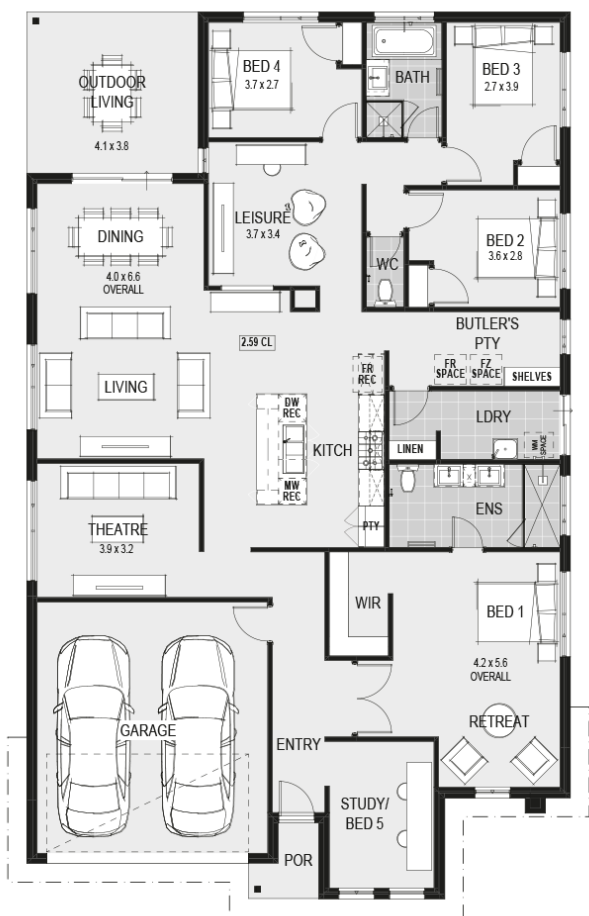 BED 4
3.7 x 2.7
BATH
BED 3
2.7 x 3.9
OUTDOOR
LIVING
4.1 x 3.8
LEISURE
3.7 x 3.4
DINING
4.0 x 6.6
OVERALL
WC
BED 2
3.6 x 2.8
BUTLER'S
PTY
2.59 CL
FR
REC
FR
SPACE
FZ
SPACE
SHELVES
LIVING
DW
REC
KITCH
MW
REC
PTY
LDRY
LINEN
WM
SPACE
ENS
THEATRE
3.9 x 3.2
WIR
BED 1
4.2 x 5.6
OVERALL
RETREAT
GARAGE
ENTRY
STUDY/
BED 5
POR